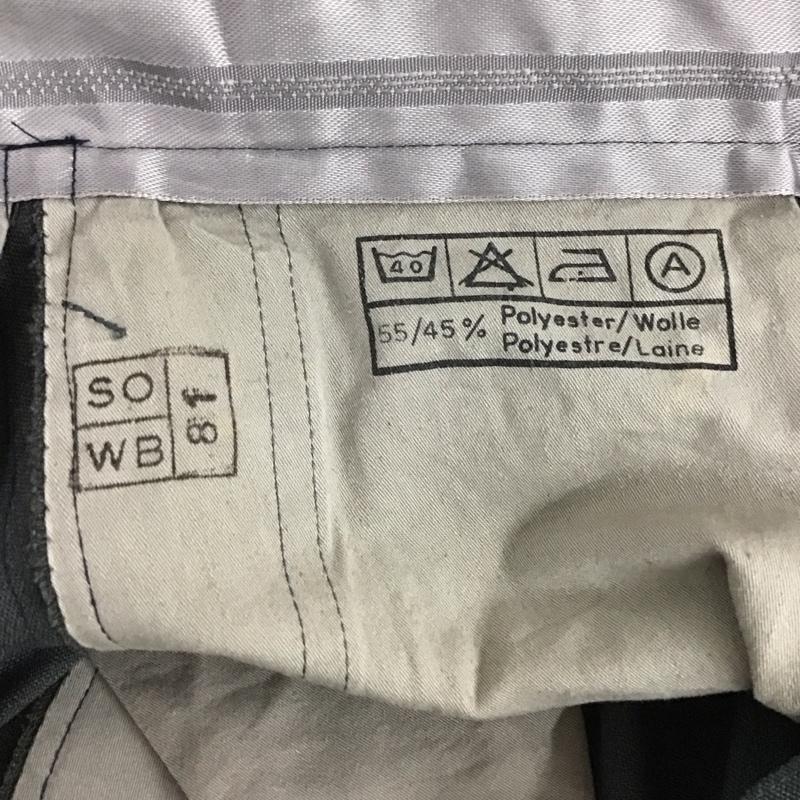 40 A
55/45% Polyester/Wolle
Polyestre/Laine
SO
WB
81